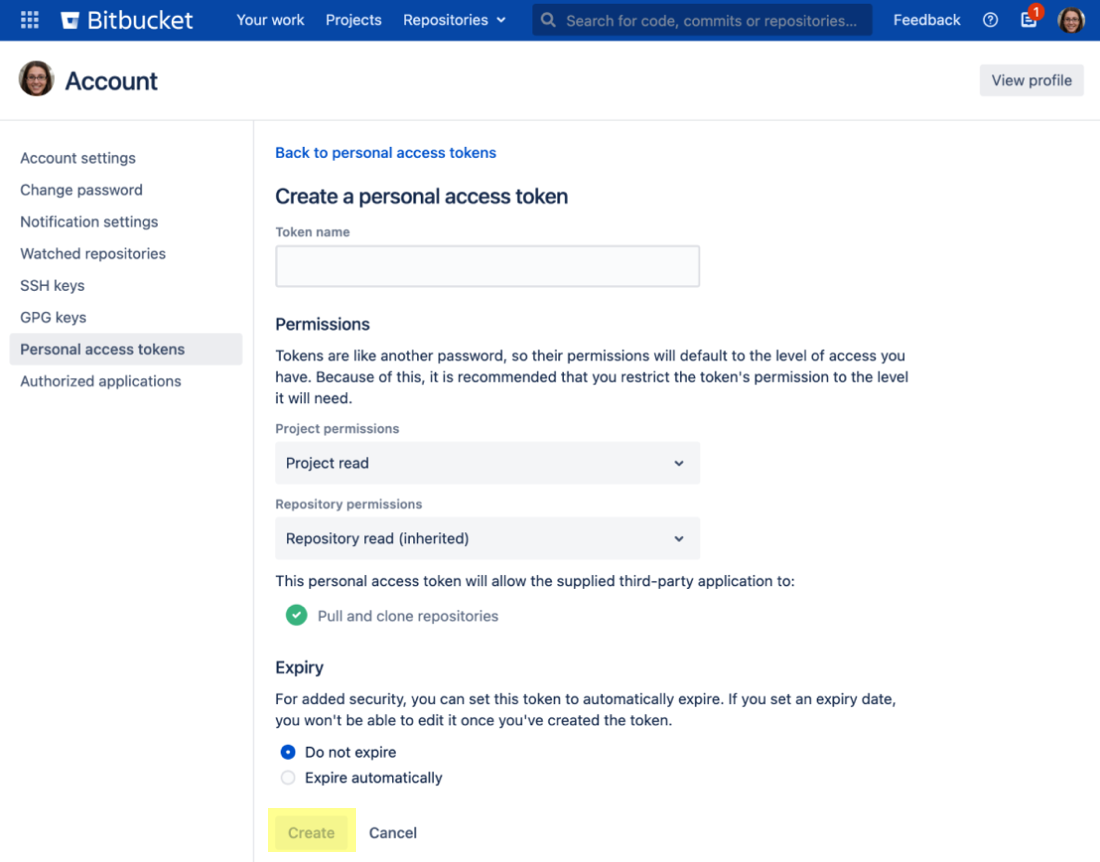 Bitbucket Your work Projects Repositories Search for code, commits or repositories... Feedback 1
Account View profile
Account settings
Change password
Notification settings
Watched repositories
SSH keys
GPG keys
Personal access tokens
Authorized applications
Back to personal access tokens
Create a personal access token
Token name
Permissions
Tokens are like another password, so their permissions will default to the level of access you
have. Because of this, it is recommended that you restrict the token's permission to the level
it will need.
Project permissions
Project read
Repository permissions
Repository read (inherited)
This personal access token will allow the supplied third-party application to:
Pull and clone repositories
Expiry
For added security, you can set this token to automatically expire. If you set an expiry date,
you won't be able to edit it once you've created the token.
Do not expire
Expire automatically
Create Cancel